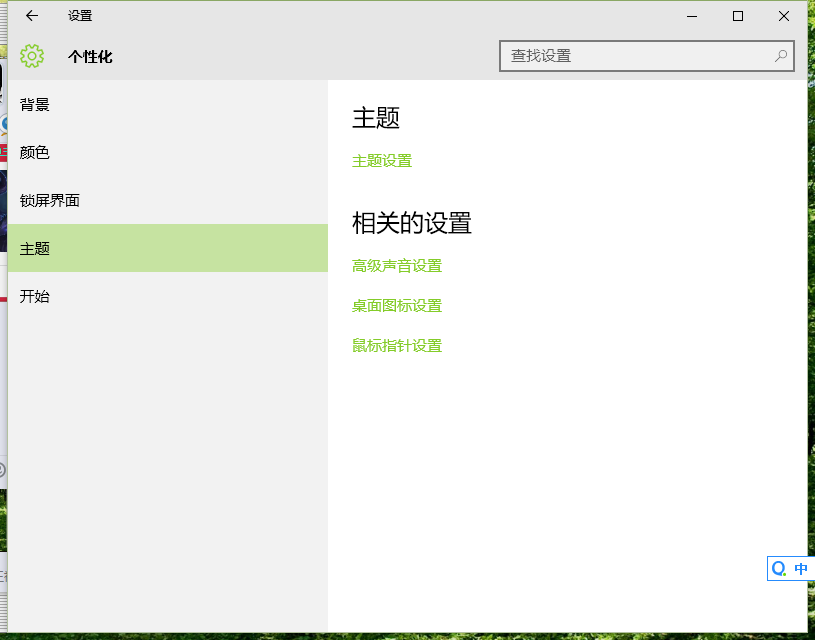 设置
个性化
查找设置
背景
颜色
锁屏界面
主题
开始
主题
主题设置
相关的设置
高级声音设置
桌面图标设置
鼠标指针设置
中